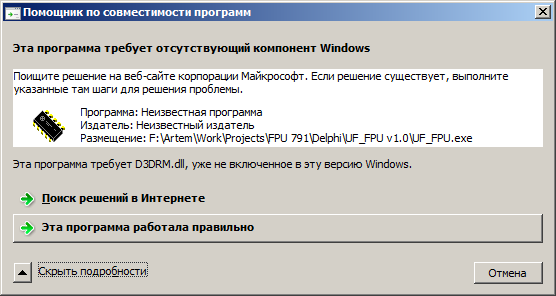 Помощник по совместимости программ
Эта программа требует отсутствующий компонент Windows
Поищите решение на веб-сайте корпорации Майкрософт. Если решение существует, выполните
указанные там шаги для решения проблемы.
Программа: Неизвестная программа
Издатель: Неизвестный издатель
Размещение: F:\Artem\Work\Projects\FPU 791\Delphi\UF_FPU v1.0\UF_FPU.exe
Эта программа требует D3DRM.dll, уже не включенное в эту версию Windows.
Поиск решений в Интернете
Эта программа работала правильно
Скрыть подробности
Отмена